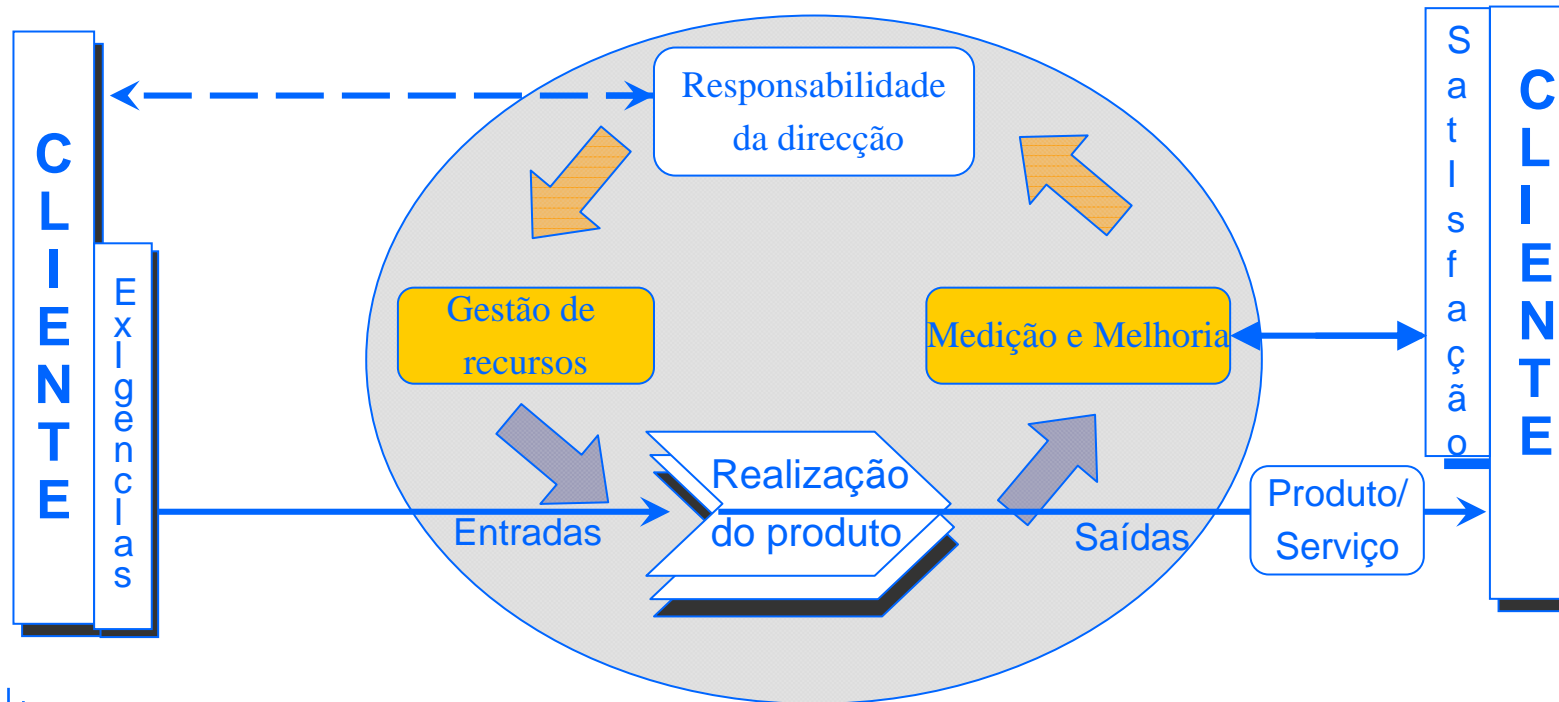 CLIENTE
ExIgencIas
Responsabilidade
da direcção
Gestão de
recursos
Medição e Melhoria
Realização
do produto
Entradas
Saídas
Produto/
Serviço
SatIsfação
CLIENTE